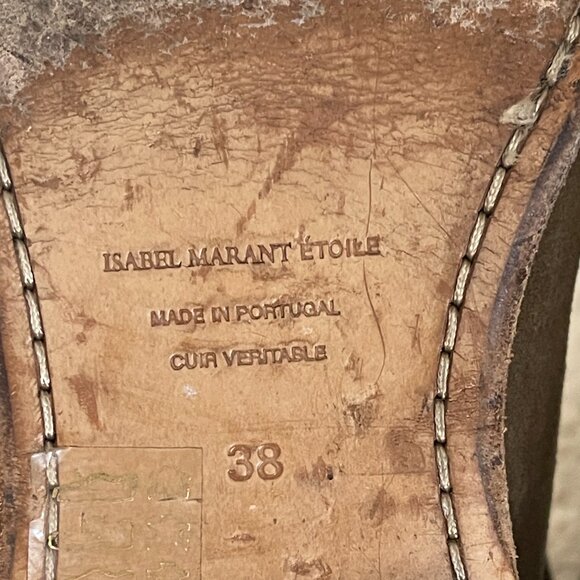 ISABEL MARANT ÉTOILE
MADE IN PORTUGAL
CUIR VERITABLE
38